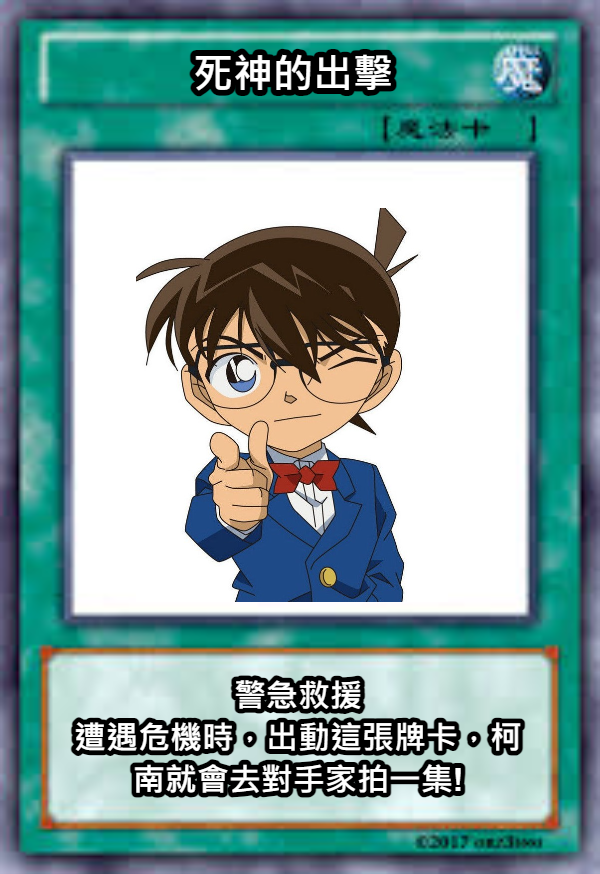 死神的出擊
魔
[魔法卡 ]
警急救援
遭遇危機時,出動這張牌卡,柯
南就會去對手家拍一集!
©2017